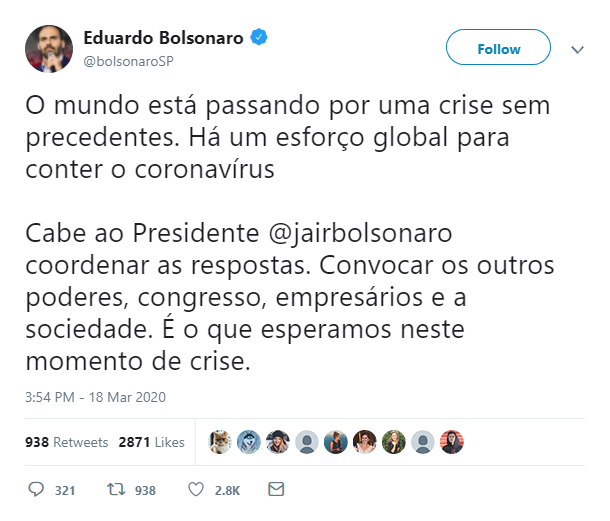 Eduardo Bolsonaro
@bolsonaroSP
Follow
O mundo está passando por uma crise sem
precedentes. Há um esforço global para
conter o coronavírus
Cabe ao Presidente @jairbolsonaro
coordenar as respostas. Convocar os outros
poderes, congresso, empresários e a
sociedade. É o que esperamos neste
momento de crise.
3:54 PM - 18 Mar 2020
938 Retweets 2871 Likes
321 938 2.8K